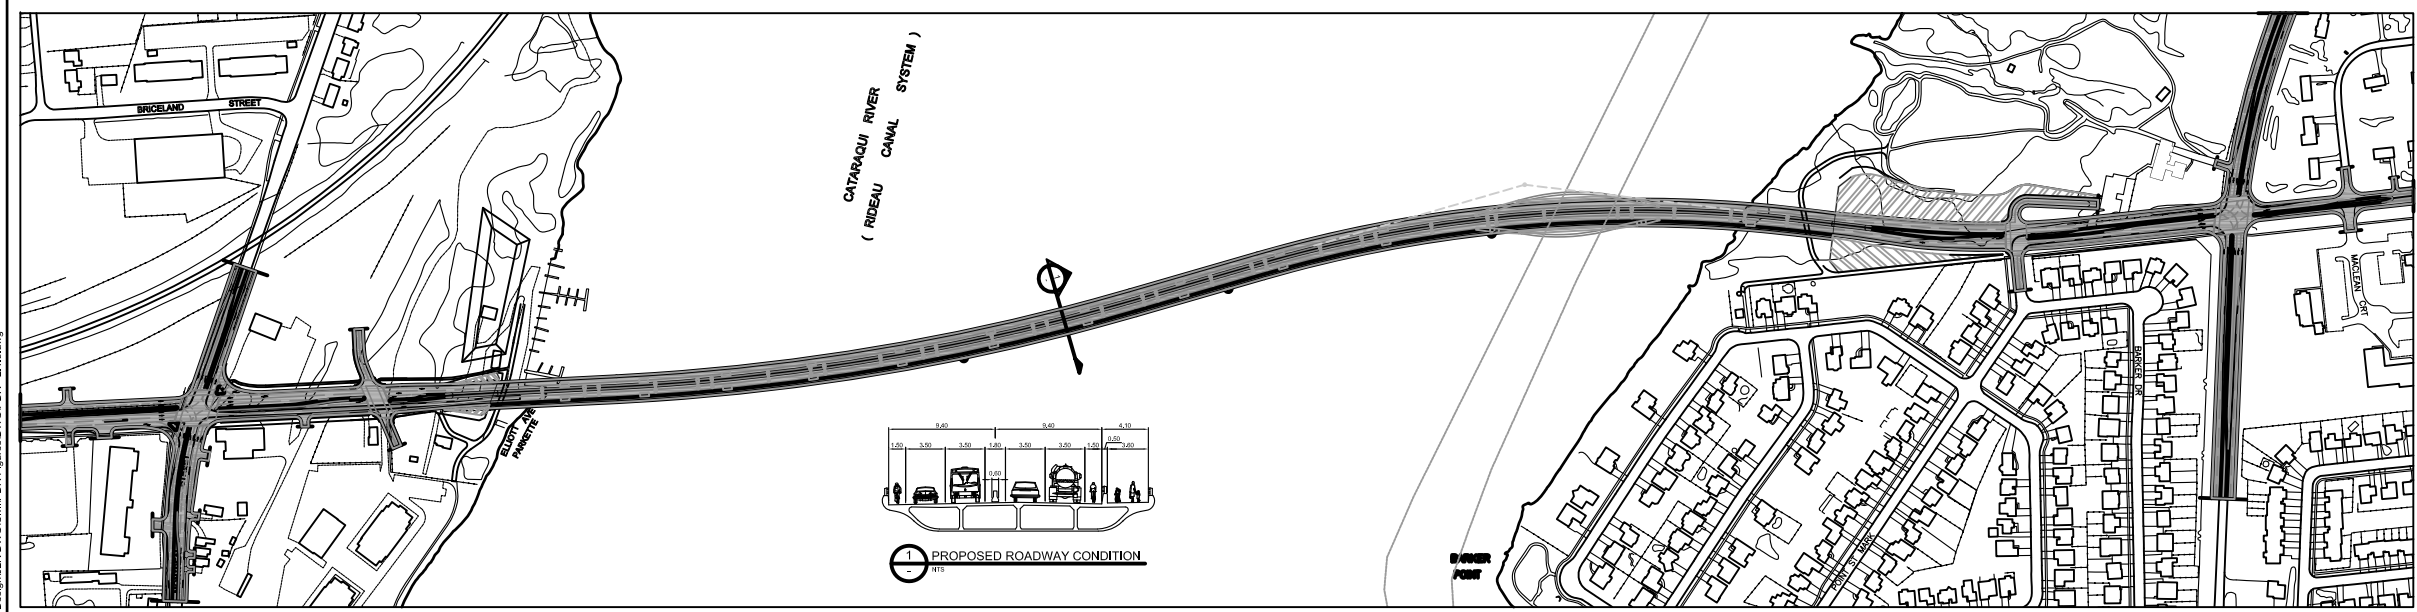 BRICELAND STREET
CATARAQUI RIVER
( RIDEAU CANAL SYSTEM )
ELLIOTT AVE
PARKETTE
9.40 9.40 4.10
1.50 3.50 3.50 1.80 3.50 3.50 1.50 0.50 3.60
0.60
1 PROPOSED ROADWAY CONDITION
NTS
BARKER
POINT
POINT ST. MARK
BARKER DR
MACLEAN CRT